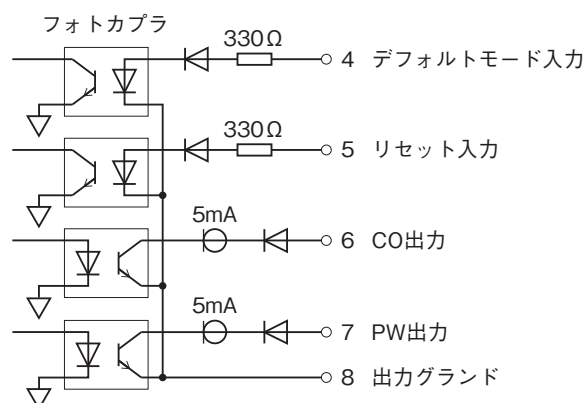 フォトカプラ
330Ω
4 デフォルトモード入力
330Ω
5 リセット入力
5mA
6 CO出力
5mA
7 PW出力
8 出力グランド